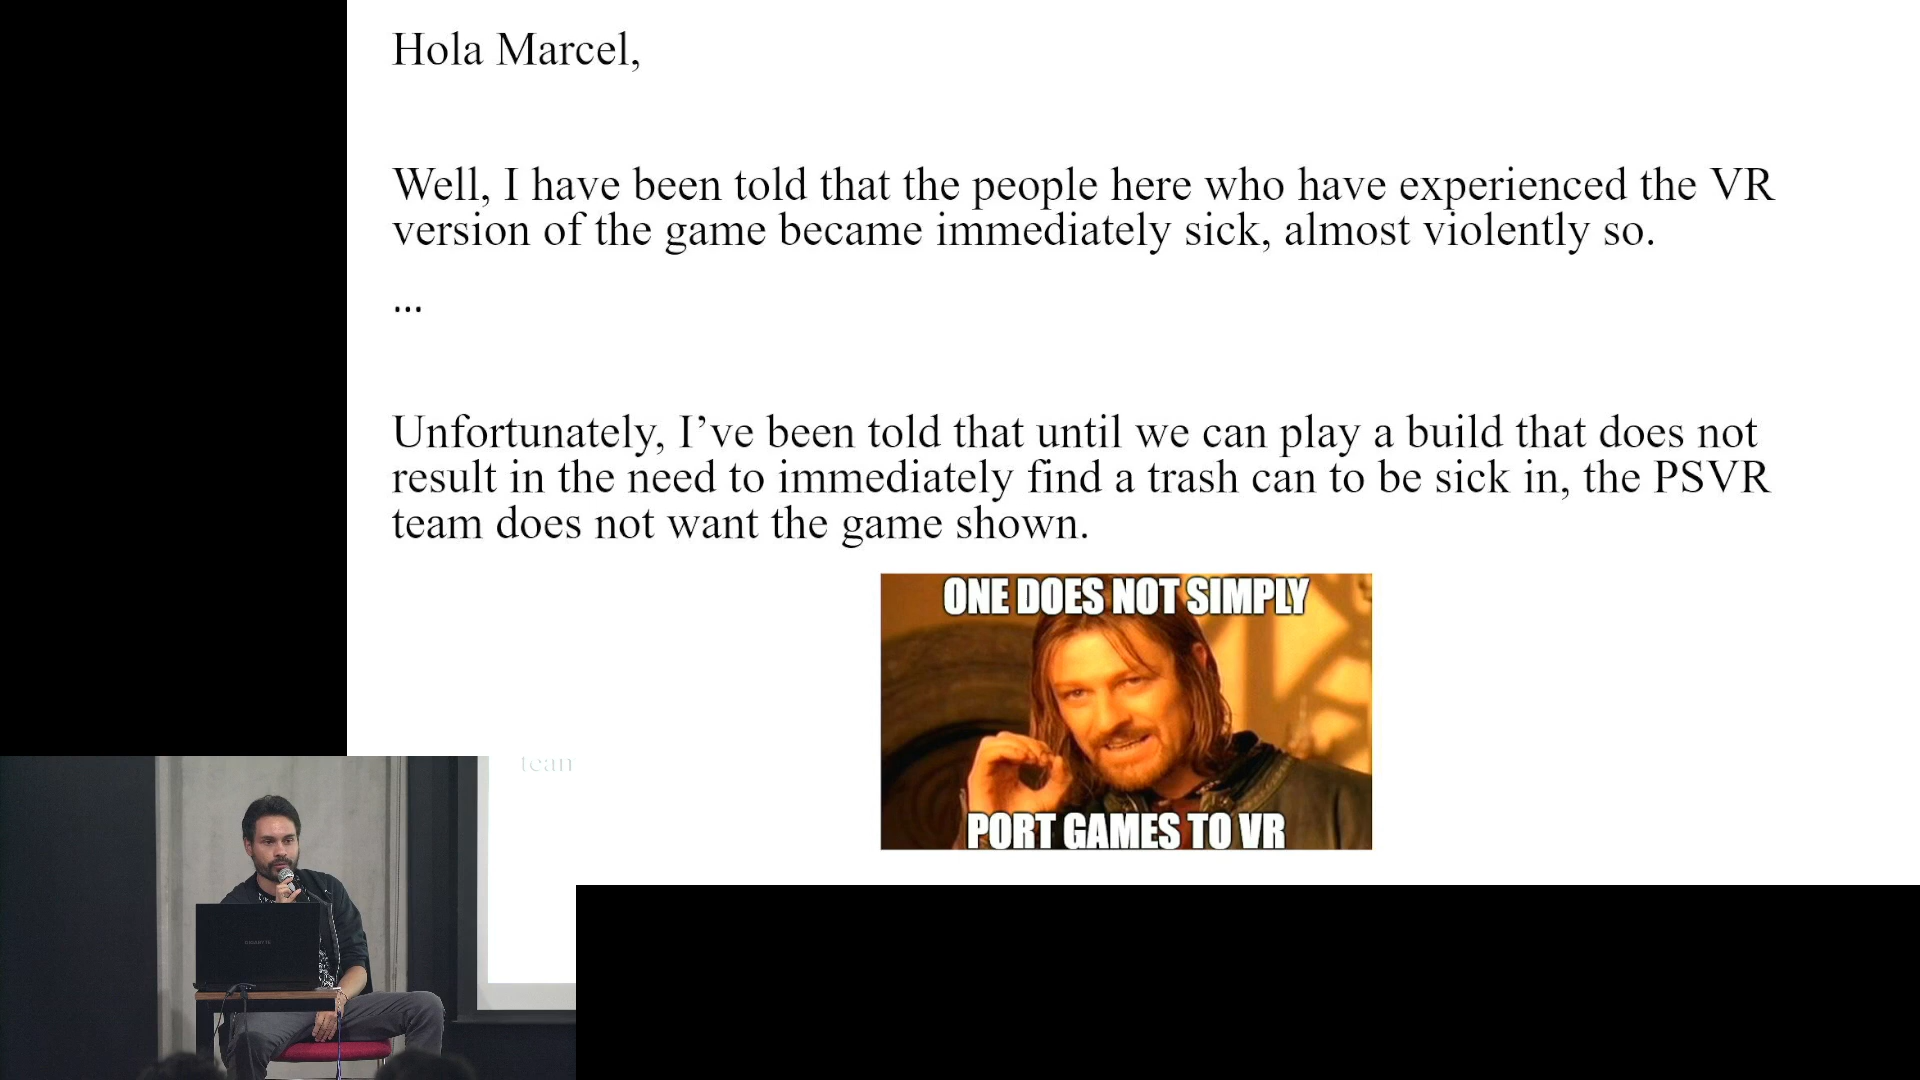 Hola Marcel,
Well, I have been told that the people here who have experienced the VR
version of the game became immediately sick, almost violently so.
...
Unfortunately, I’ve been told that until we can play a build that does not
result in the need to immediately find a trash can to be sick in, the PSVR
team does not want the game shown.
ONE DOES NOT SIMPLY
PORT GAMES TO VR
team
GIGABYTE